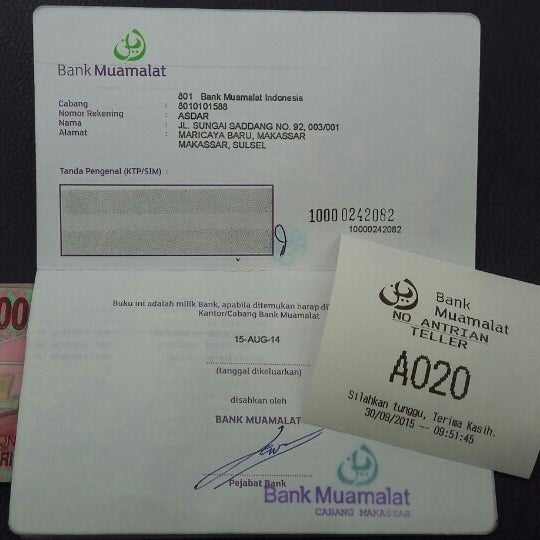 Bank Muamalat
801 Bank Muamalat Indonesia
Cabang : 8010101588
Nomor Rekening : ASDAR
Nama : JL. SUNGAI SADDANG NO. 92, 003/001
Alamat : MARICAYA BARU, MAKASSAR
MAKASSAR, SULSEL
Tanda Pengenal (KTP/SIM) :
10000242082
10000242082
Buku ini adalah milik Bank, apabila ditemukan harap di
Kantor/Cabang Bank Muamalat
15-AUG-14
(tanggal dikeluarkan)
disahkan oleh
BANK MUAMALAT
Pejabat Bank
Bank Muamalat
CABANG MAKASSAR
Bank
Muamalat
NO ANTRIAN
TELLER
A020
Silahkan tunggu, Terima Kasih.
30/09/2015 --- 09:51:45
00